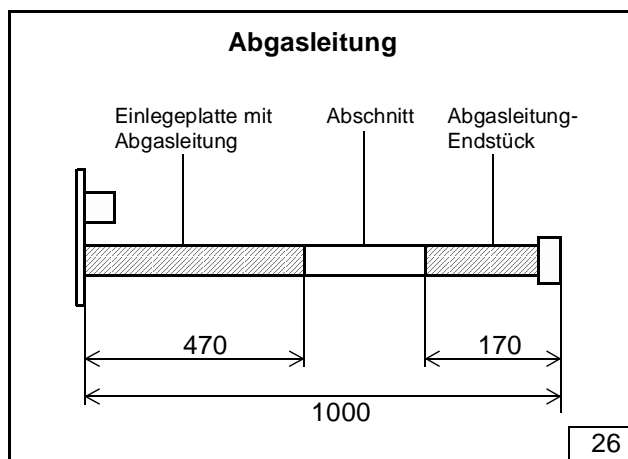 Abgasleitung
Einlegeplatte mit
Abgasleitung
Abschnitt
Abgasleitung-
Endstück
470
170
1000
26